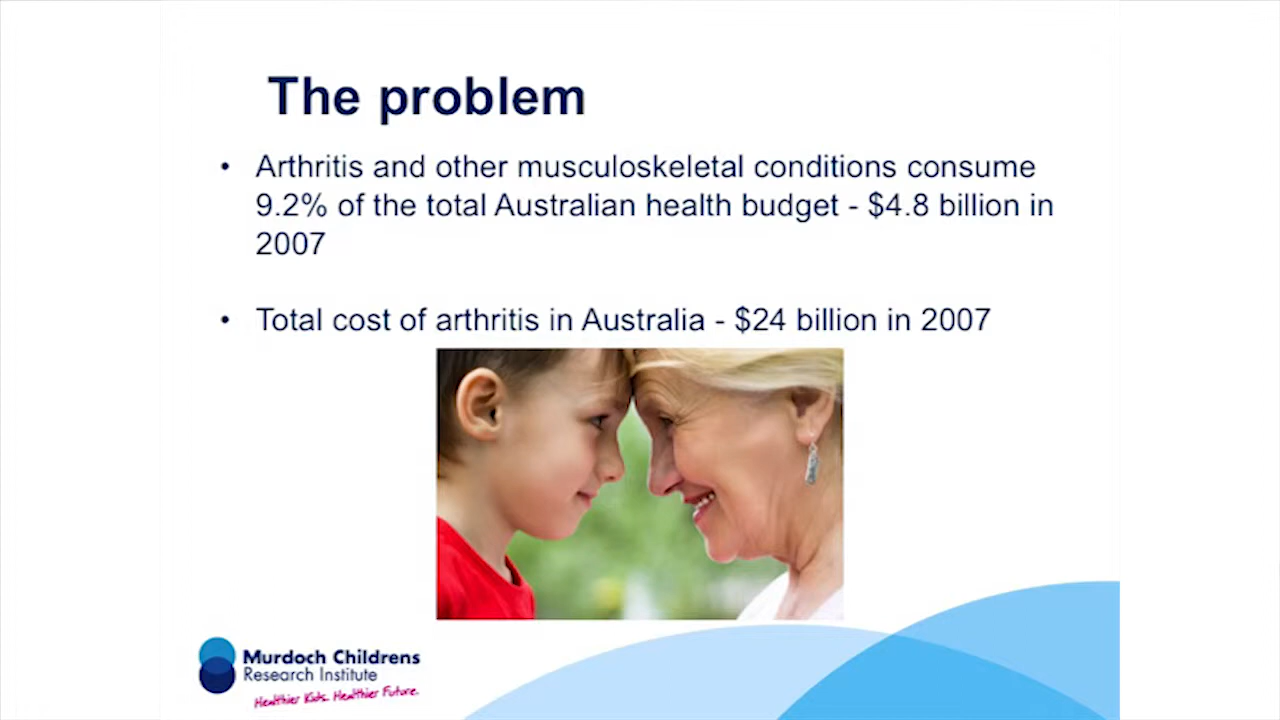 The problem
• Arthritis and other musculoskeletal conditions consume
9.2% of the total Australian health budget - $4.8 billion in
2007
• Total cost of arthritis in Australia - $24 billion in 2007
Murdoch Childrens
Research Institute
Healthier Kids. Healthier Future.